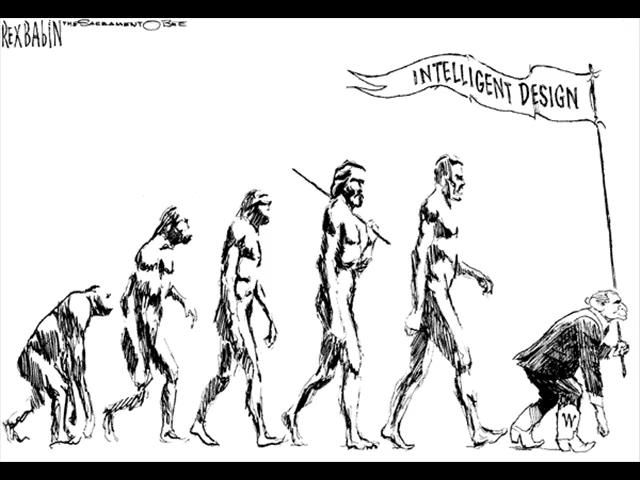 REX BABIN THE SACRAMENTO BEE
INTELLIGENT DESIGN
W